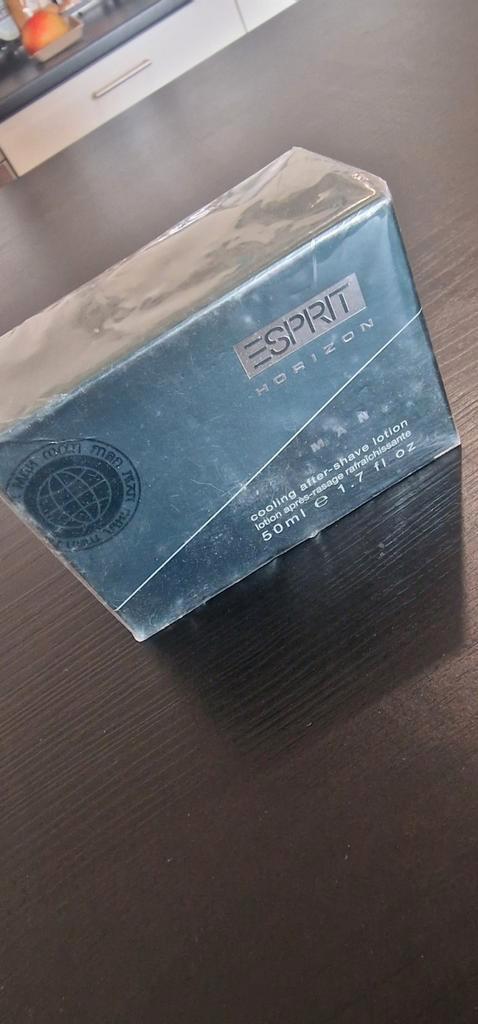 ESPRIT
HORIZON
MAN
cooling after-shave lotion
lotion après-rasage rafraîchissante
50ml e 1.7 fl oz